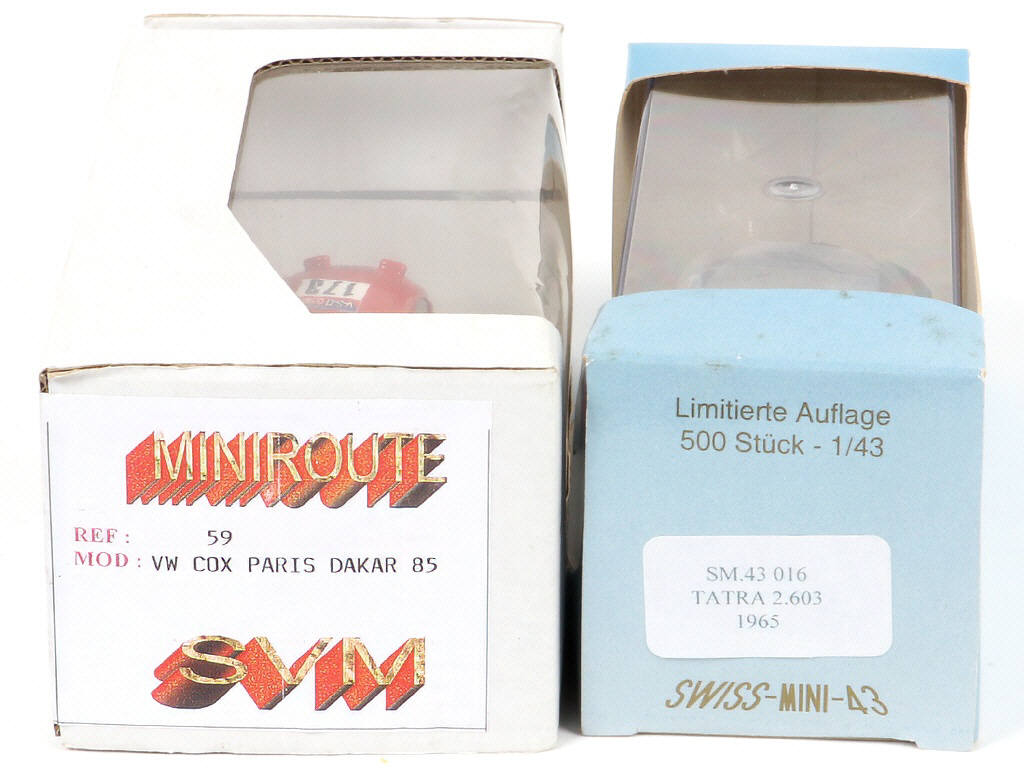 173
MINIROUTE
REF : 59
MOD : VW COX PARIS DAKAR 85
SVM
Limitierte Auflage
500 Stück - 1/43
SM.43 016
TATRA 2.603
1965
SWISS-MINI-43